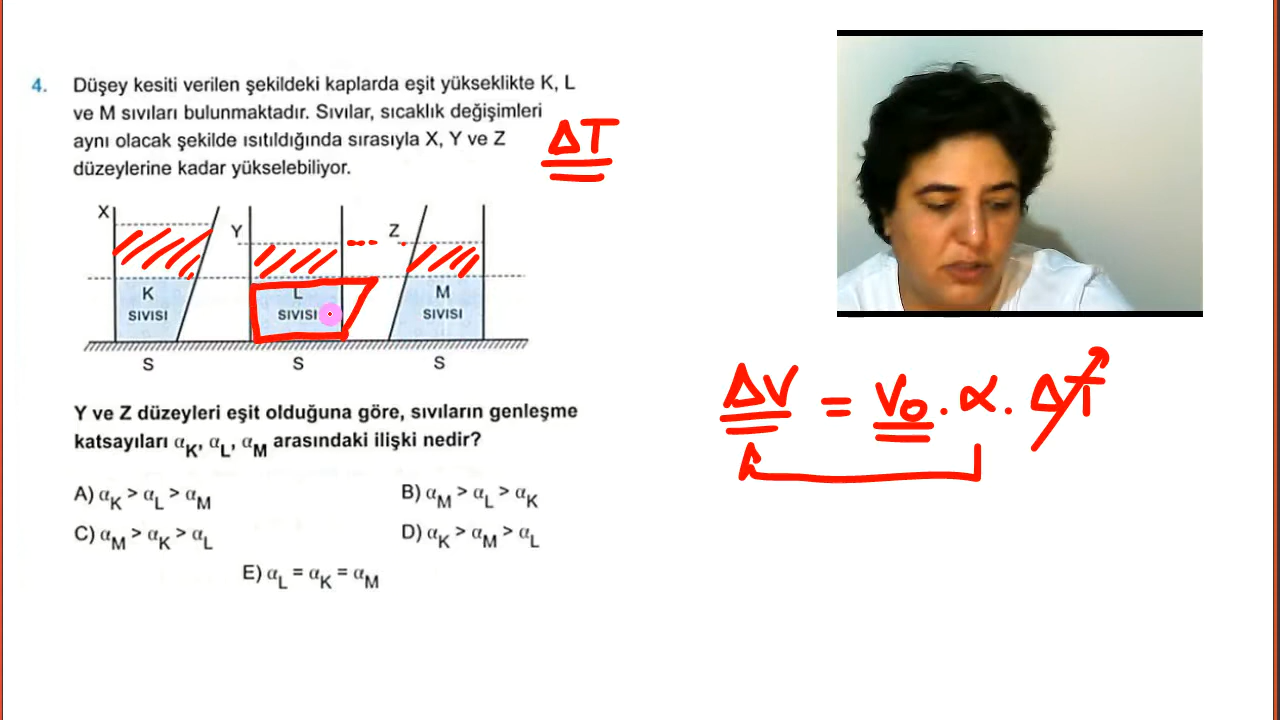 4. Düşey kesiti verilen şekildeki kaplarda eşit yükseklikte K, L
ve M sıvıları bulunmaktadır. Sıvılar, sıcaklık değişimleri
aynı olacak şekilde ısıtıldığında sırasıyla X, Y ve Z
düzeylerine kadar yükselebiliyor.
ΔT
X Y Z
K L M
SIVISI SIVISI SIVISI
S S S
ΔV = V₀ . α . ΔT
Y ve Z düzeyleri eşit olduğuna göre, sıvıların genleşme
katsayıları αK, αL, αM arasındaki ilişki nedir?
A) αK > αL > αM B) αM > αL > αK
C) αM > αK > αL D) αK > αM > αL
E) αL = αK = αM